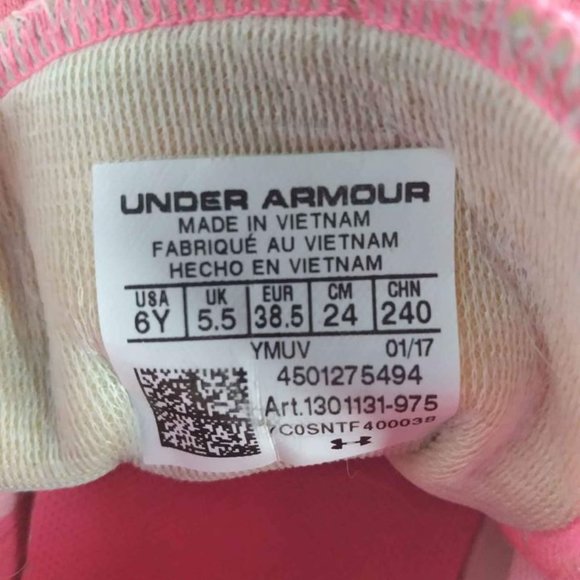 UNDER ARMOUR
MADE IN VIETNAM
FABRIQUÉ AU VIETNAM
HECHO EN VIETNAM
USA UK EUR CM CHN
6Y 5.5 38.5 24 240
YMUV 01/17
4501275494
Art.1301131-975
7C0SNTF400038